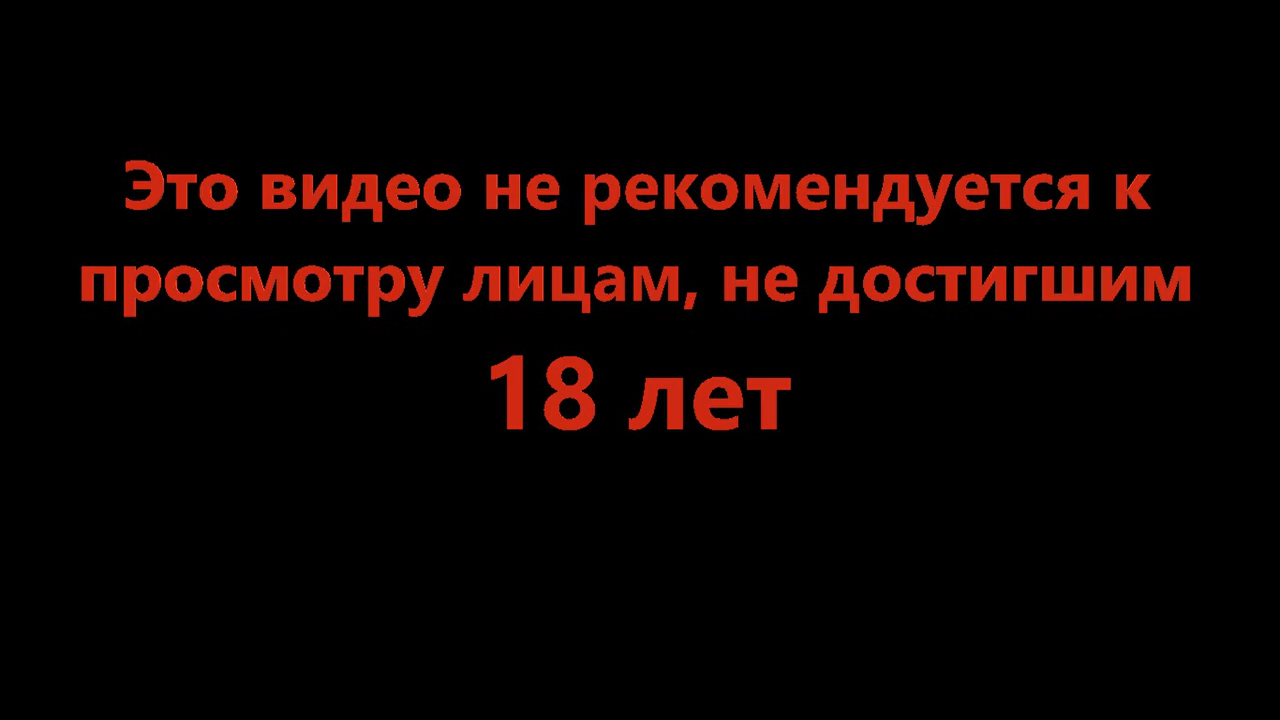 Это видео не рекомендуется к
просмотру лицам, не достигшим
18 лет